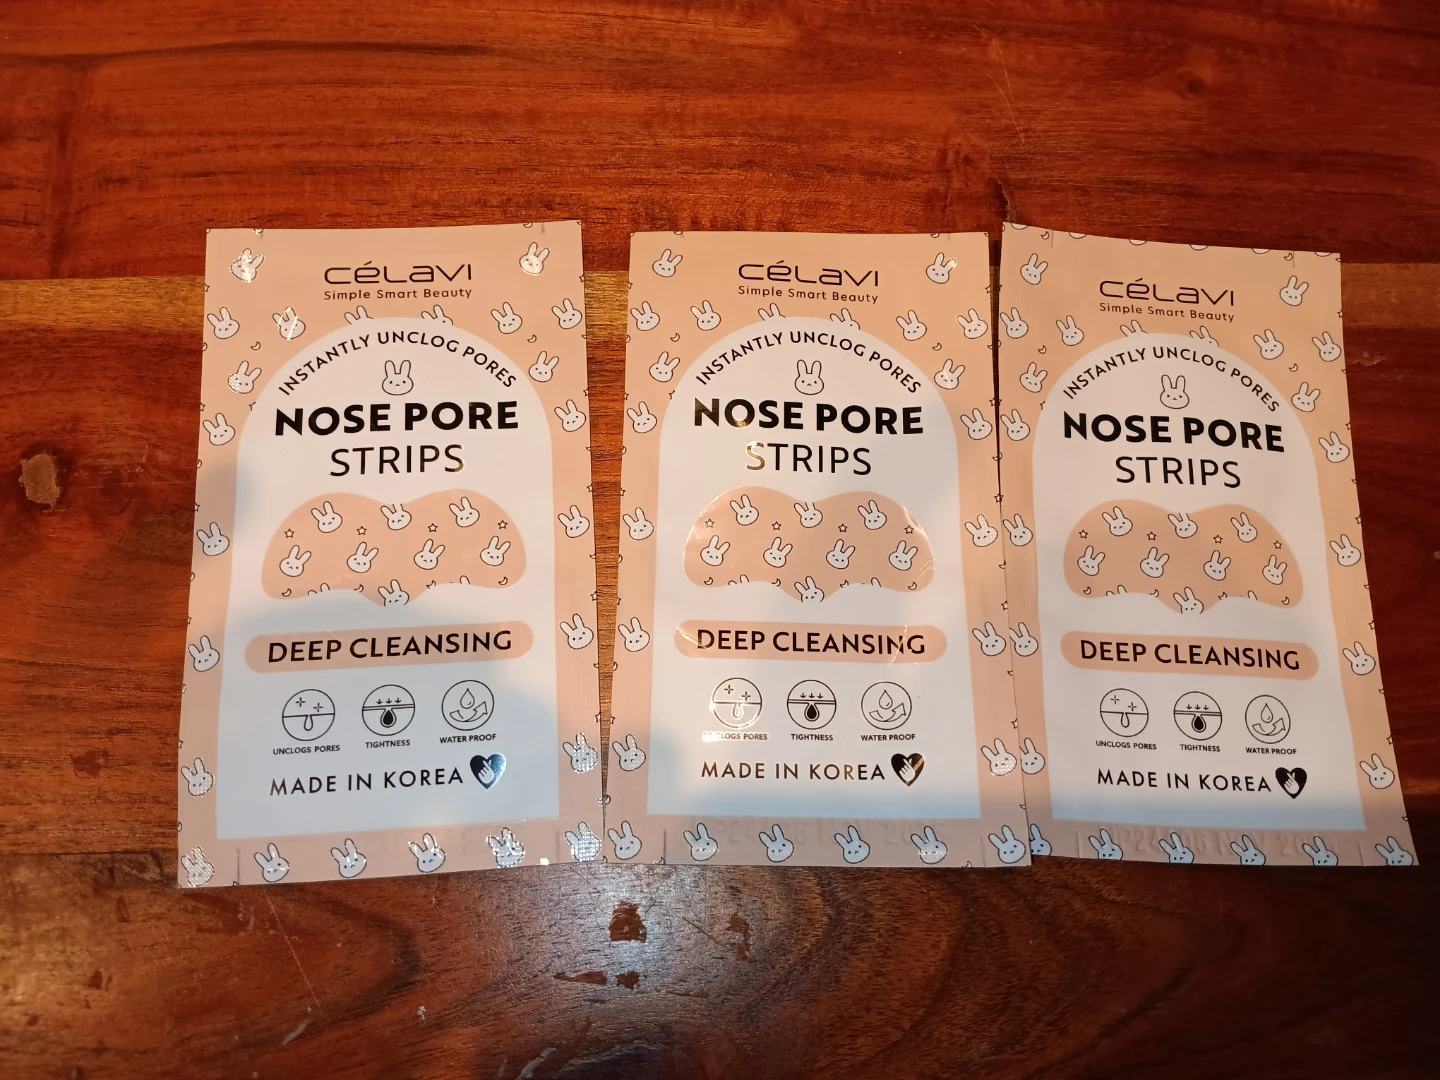 CéLaVI
Simple Smart Beauty
INSTANTLY UNCLOG PORES
NOSE PORE
STRIPS
DEEP CLEANSING
UNCLOGS PORES
TIGHTNESS
WATER PROOF
MADE IN KOREA
CéLaVI
Simple Smart Beauty
INSTANTLY UNCLOG PORES
NOSE PORE
STRIPS
DEEP CLEANSING
UNCLOGS PORES
TIGHTNESS
WATER PROOF
MADE IN KOREA
CéLaVI
Simple Smart Beauty
INSTANTLY UNCLOG PORES
NOSE PORE
STRIPS
DEEP CLEANSING
UNCLOGS PORES
TIGHTNESS
WATER PROOF
MADE IN KOREA